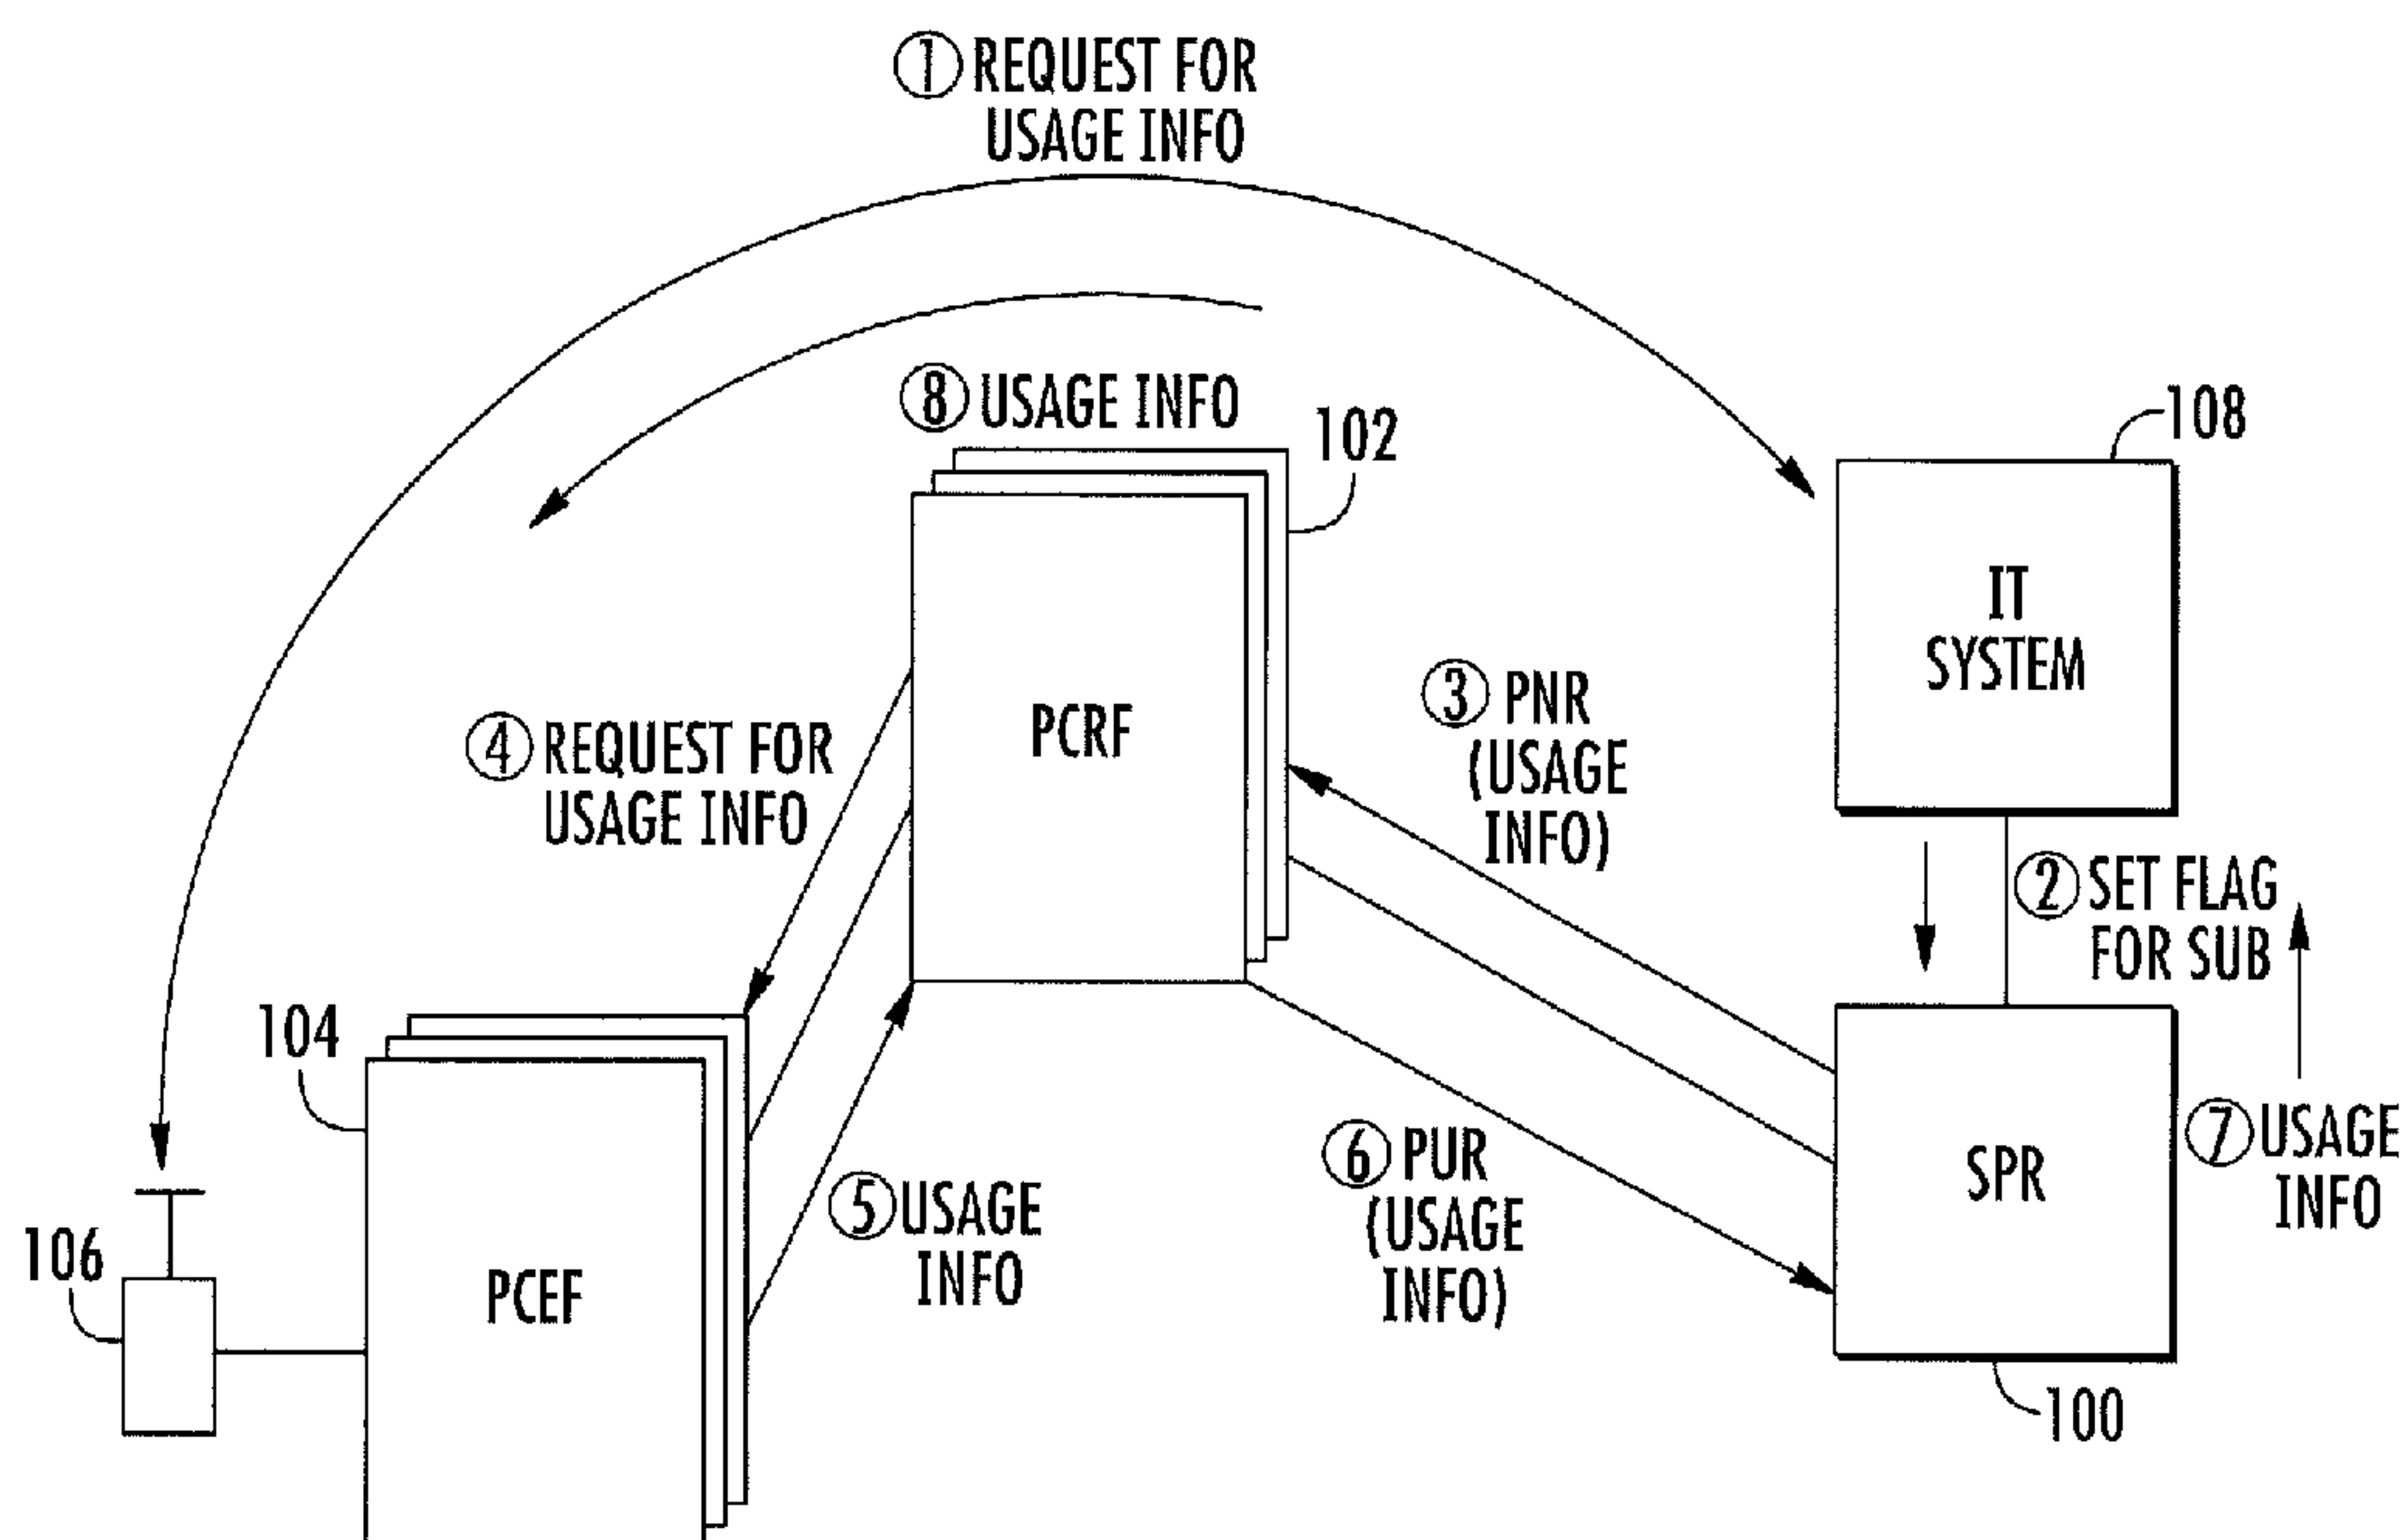 ① REQUEST FOR
USAGE INFO
⑧ USAGE INFO
102
108
IT
SYSTEM
③ PNR
(USAGE
INFO)
PCRF
④ REQUEST FOR
USAGE INFO
② SET FLAG
FOR SUB
104
106
PCEF
⑤ USAGE
INFO
⑥ PUR
(USAGE
INFO)
SPR
⑦ USAGE
INFO
100